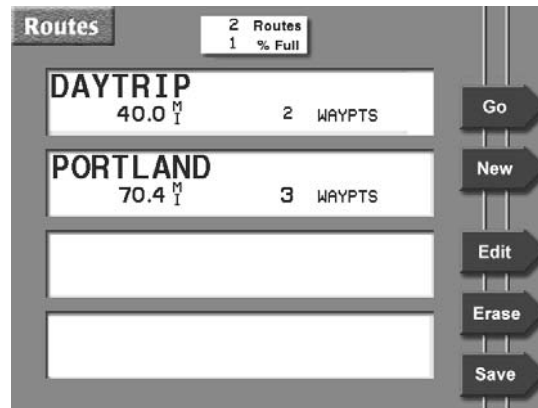 Routes
2 Routes
1 % Full
DAYTRIP
40.0 MI 2 WAYPTS
PORTLAND
70.4 MI 3 WAYPTS
Go
New
Edit
Erase
Save